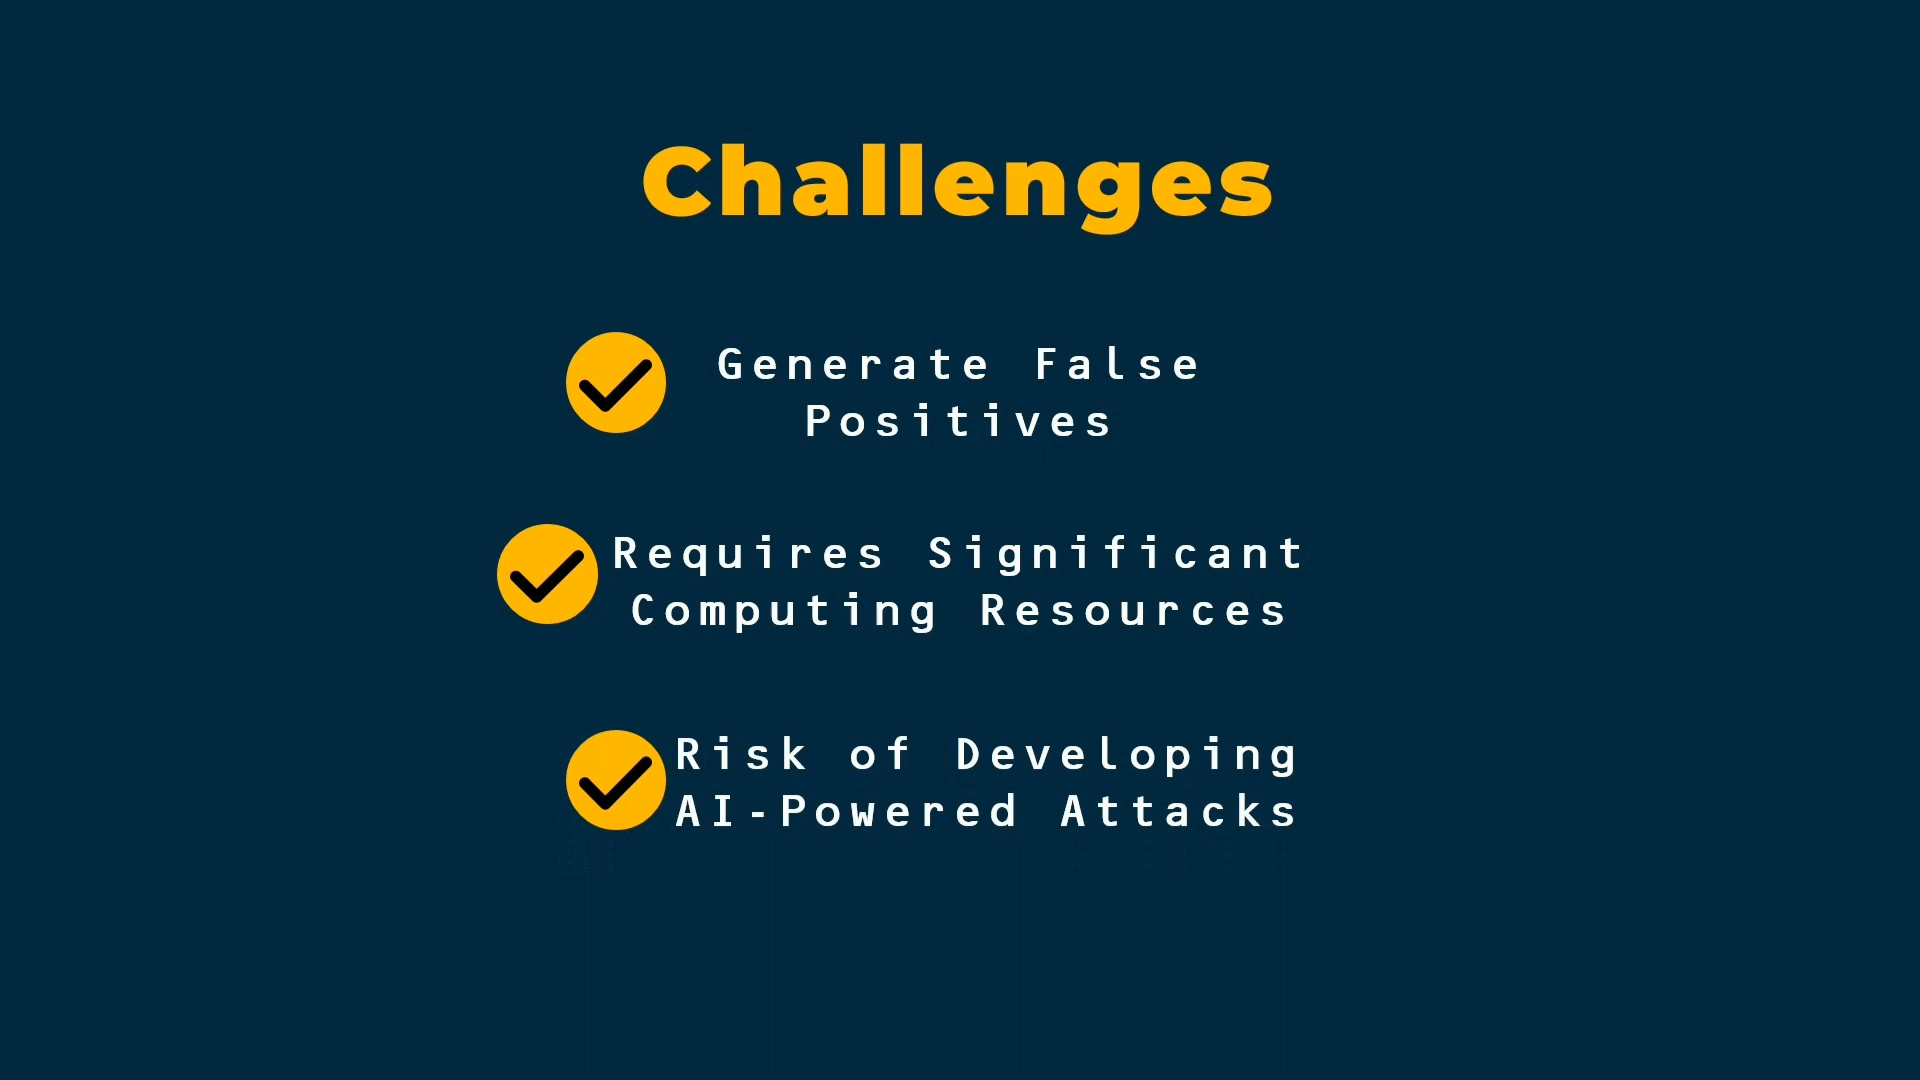 Challenges
Generate False
Positives
Requires Significant
Computing Resources
Risk of Developing
AI-Powered Attacks